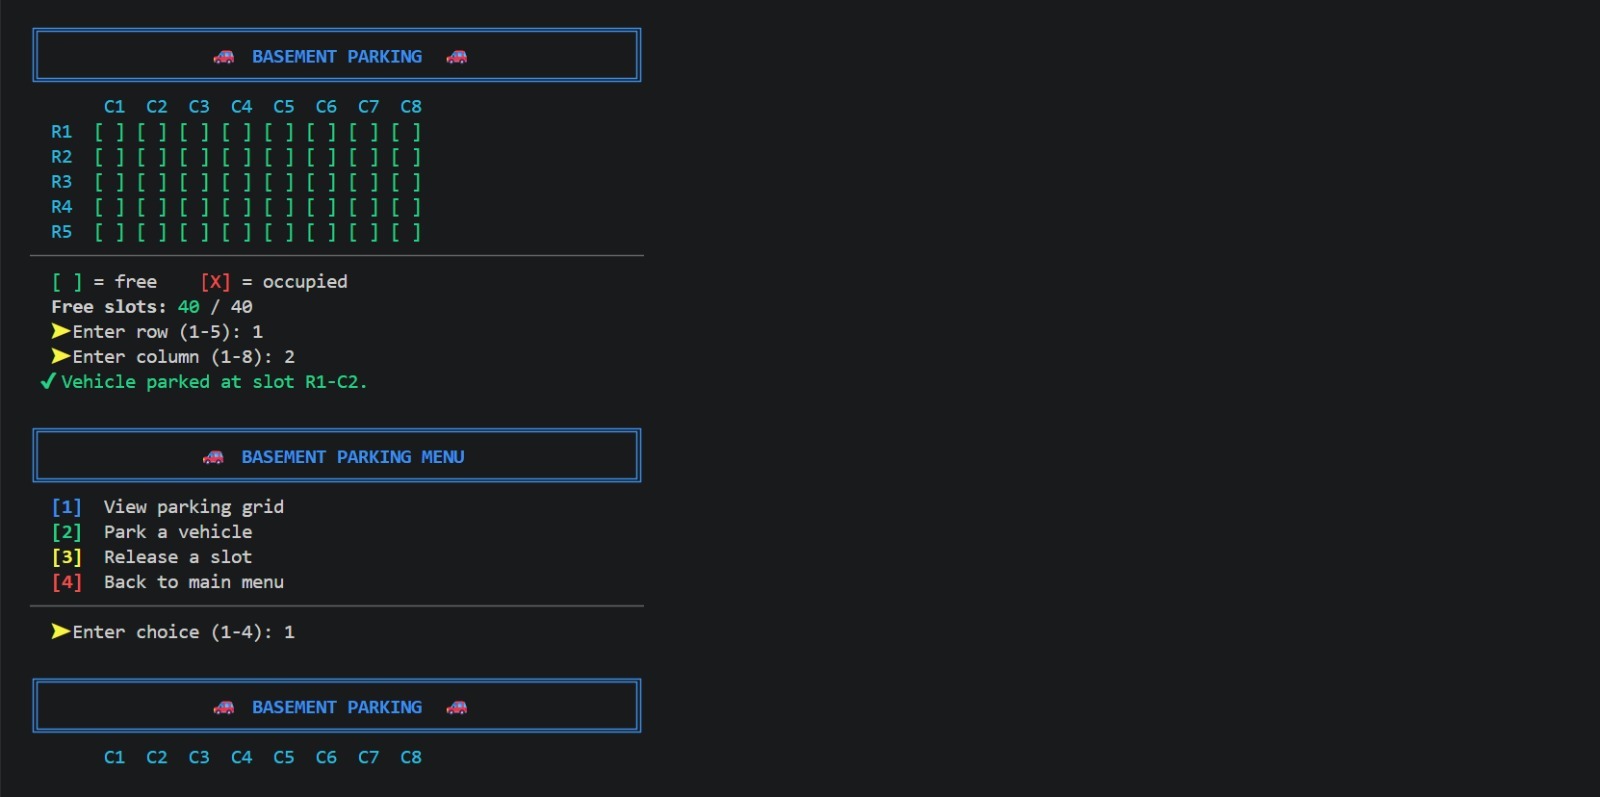 🚗 BASEMENT PARKING 🚗
C1 C2 C3 C4 C5 C6 C7 C8
R1 [ ] [ ] [ ] [ ] [ ] [ ] [ ] [ ]
R2 [ ] [ ] [ ] [ ] [ ] [ ] [ ] [ ]
R3 [ ] [ ] [ ] [ ] [ ] [ ] [ ] [ ]
R4 [ ] [ ] [ ] [ ] [ ] [ ] [ ] [ ]
R5 [ ] [ ] [ ] [ ] [ ] [ ] [ ] [ ]
[ ] = free [X] = occupied
Free slots: 40 / 40
➤Enter row (1-5): 1
➤Enter column (1-8): 2
✔Vehicle parked at slot R1-C2.
🚗 BASEMENT PARKING MENU
[1] View parking grid
[2] Park a vehicle
[3] Release a slot
[4] Back to main menu
➤Enter choice (1-4): 1
🚗 BASEMENT PARKING 🚗
C1 C2 C3 C4 C5 C6 C7 C8